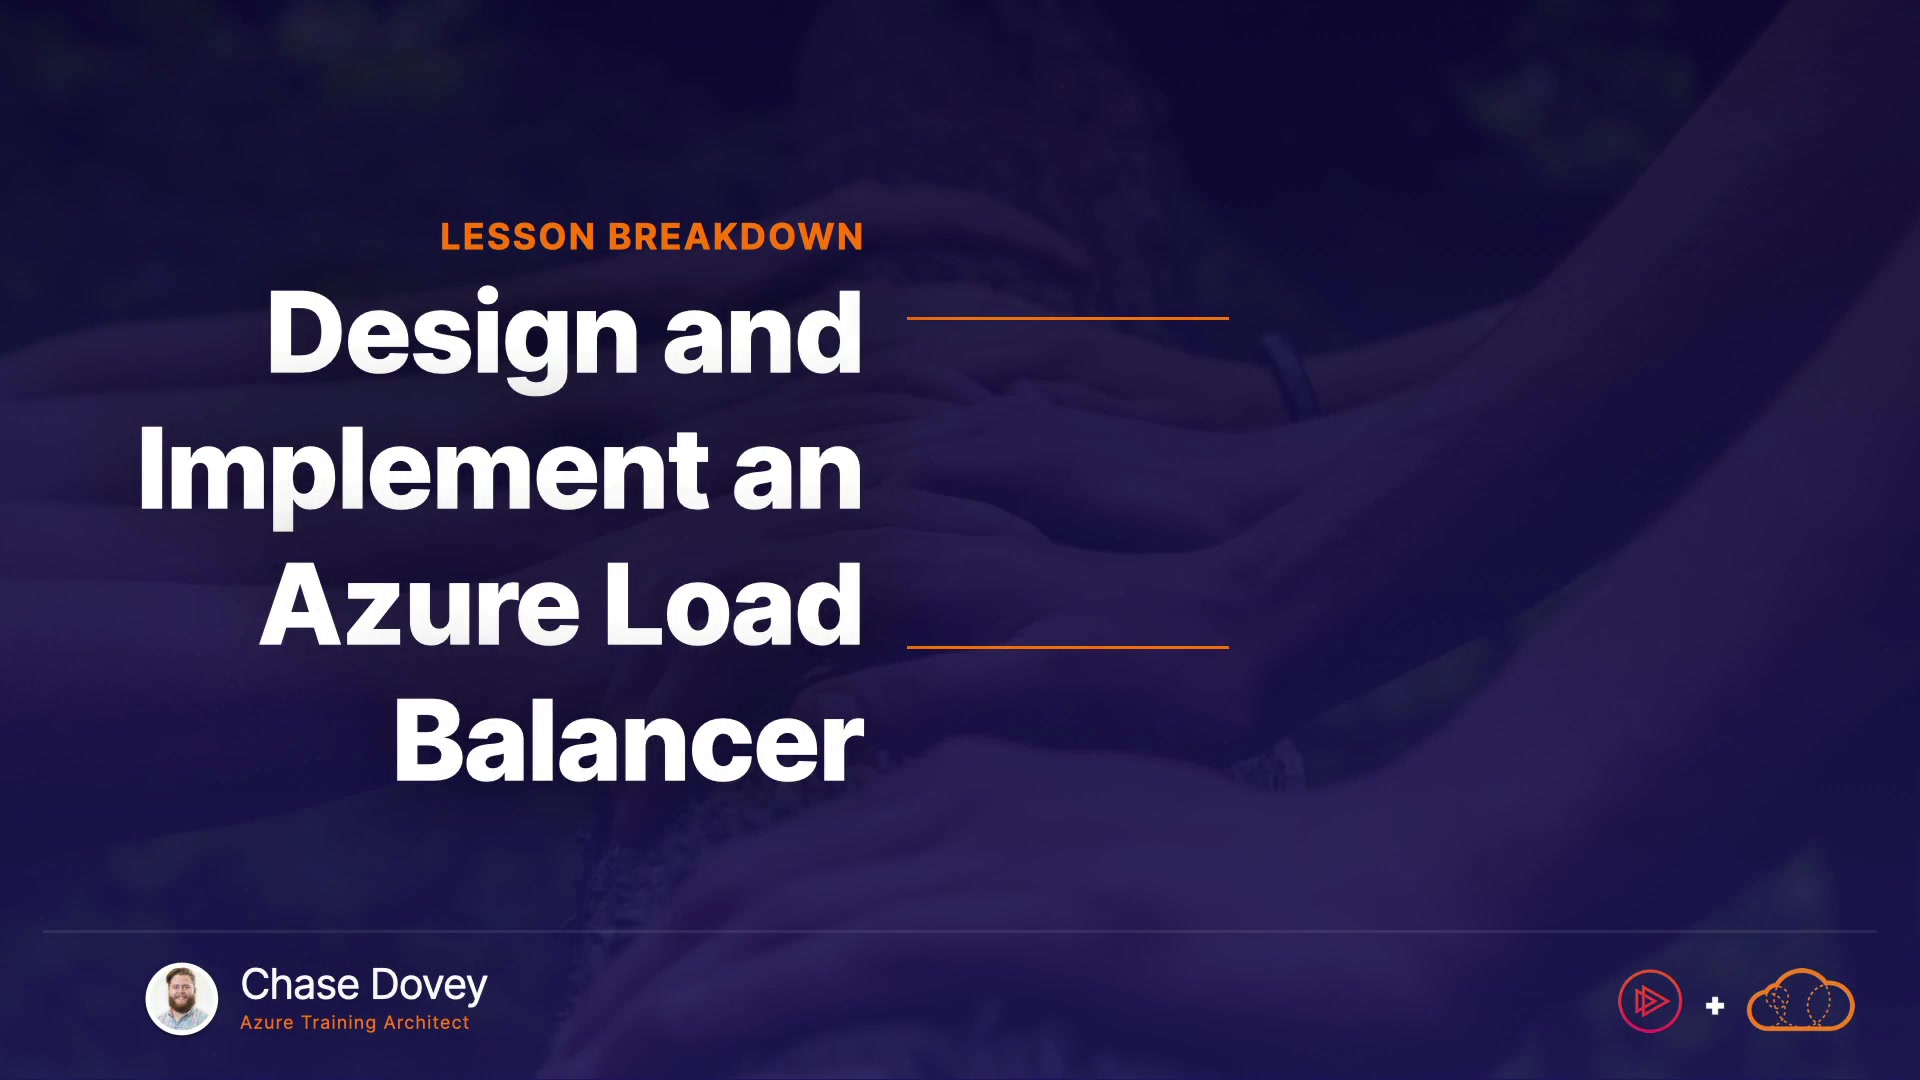 LESSON BREAKDOWN
Design and
Implement an
Azure Load
Balancer
Chase Dovey
Azure Training Architect